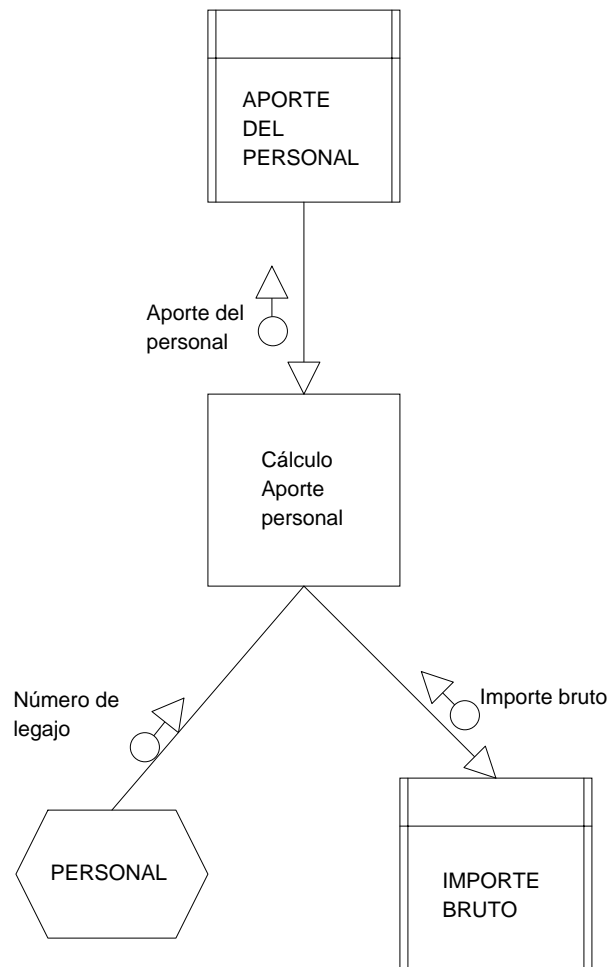 APORTE
DEL
PERSONAL
Aporte del
personal
Cálculo
Aporte
personal
Número de
legajo
Importe bruto
PERSONAL
IMPORTE
BRUTO